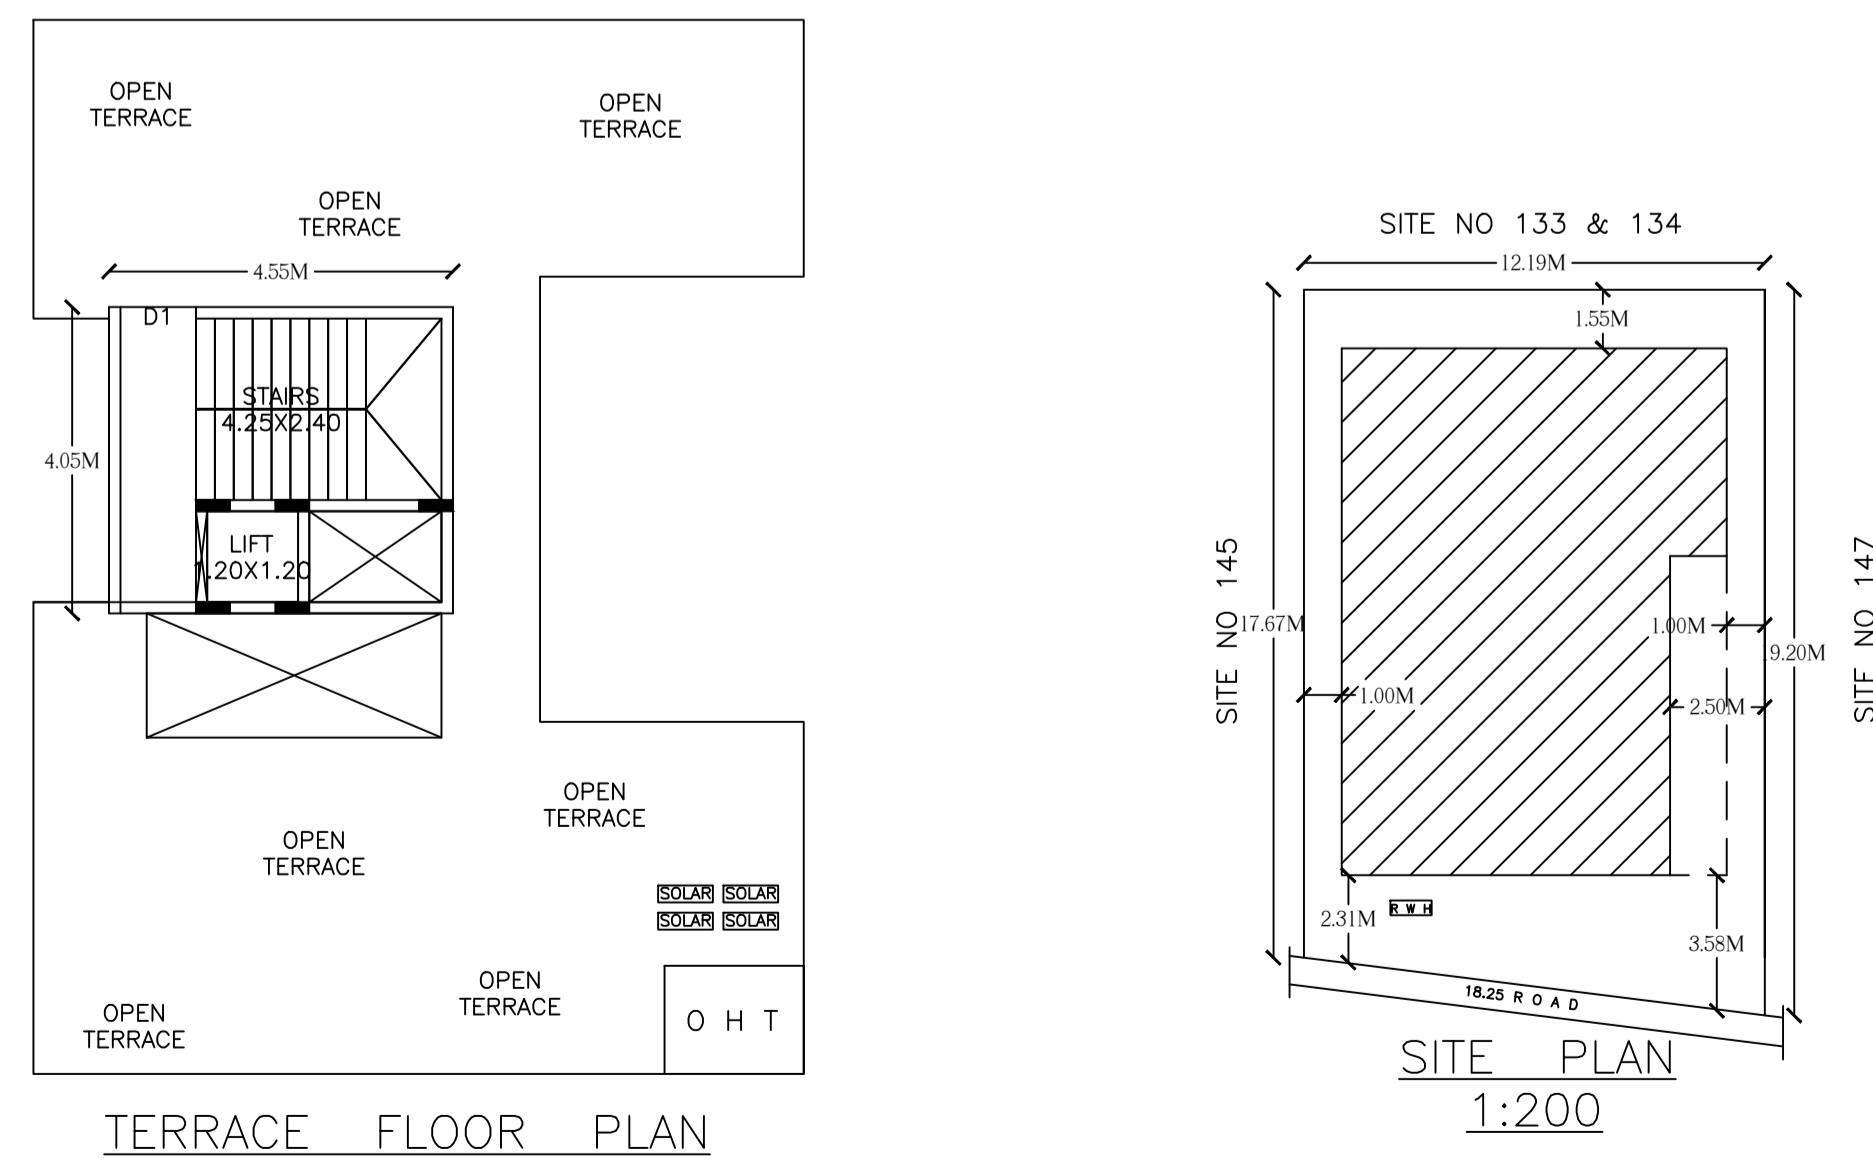 OPEN
TERRACE
OPEN
TERRACE
OPEN
TERRACE
4.55M
D1
STAIRS
4.25X2.40
4.05M
LIFT
1.20X1.20
OPEN
TERRACE
OPEN
TERRACE
SOLAR SOLAR
SOLAR SOLAR
OPEN
TERRACE
OPEN
TERRACE
O H T
TERRACE FLOOR PLAN
SITE NO 133 & 134
12.19M
1.55M
SITE NO 145
17.67M
1.00M
9.20M
SITE NO 147
1.00M
2.50M
2.31M
R W H
3.58M
18.25 R O A D
SITE PLAN
1:200